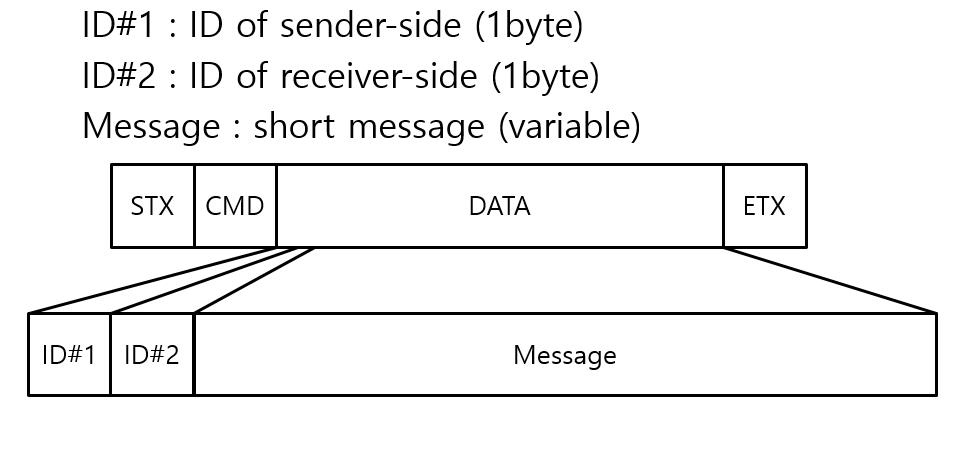 ID#1 : ID of sender-side (1byte)
ID#2 : ID of receiver-side (1byte)
Message : short message (variable)
STX CMD DATA ETX
ID#1 ID#2 Message